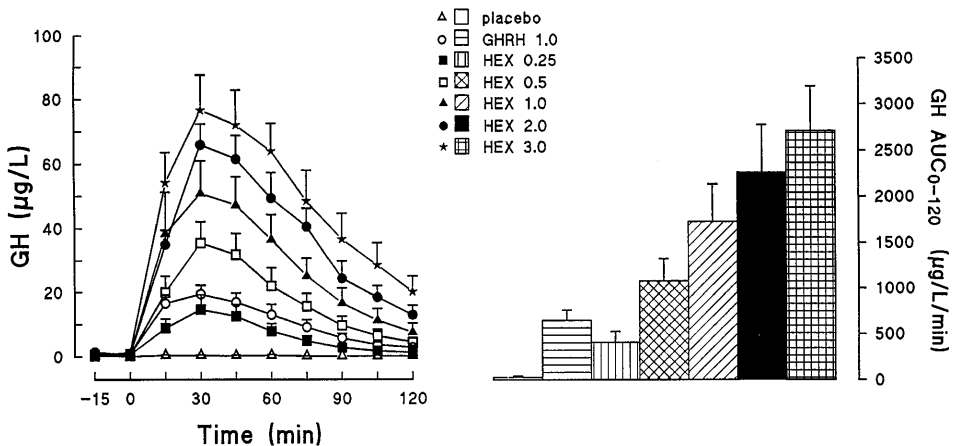 100
80
60
40
20
0
GH (µg/L)
-15 0 30 60 90 120
Time (min)
placebo
GHRH 1.0
HEX 0.25
HEX 0.5
HEX 1.0
HEX 2.0
HEX 3.0
3500
3000
2500
2000
1500
1000
500
0
GH AUC0-120 (µg/L/min)